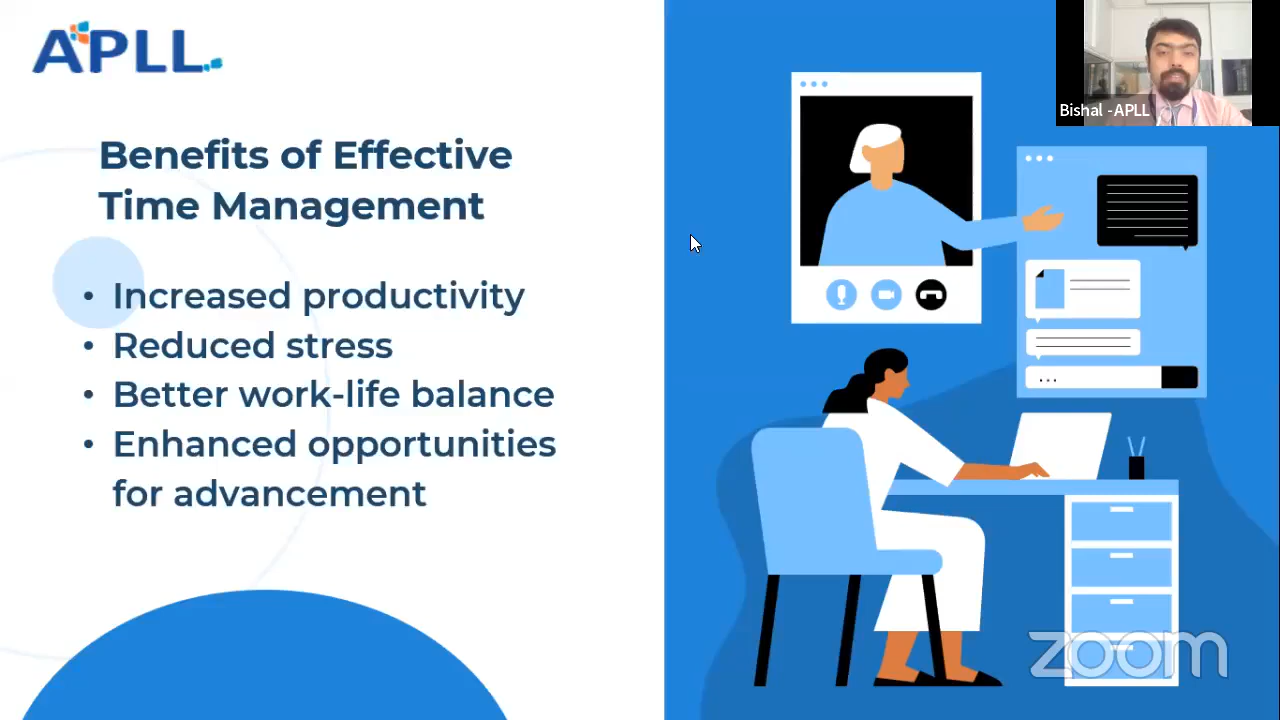 APLL
Bishal -APLL
Benefits of Effective
Time Management
• Increased productivity
• Reduced stress
• Better work-life balance
• Enhanced opportunities
for advancement
zoom